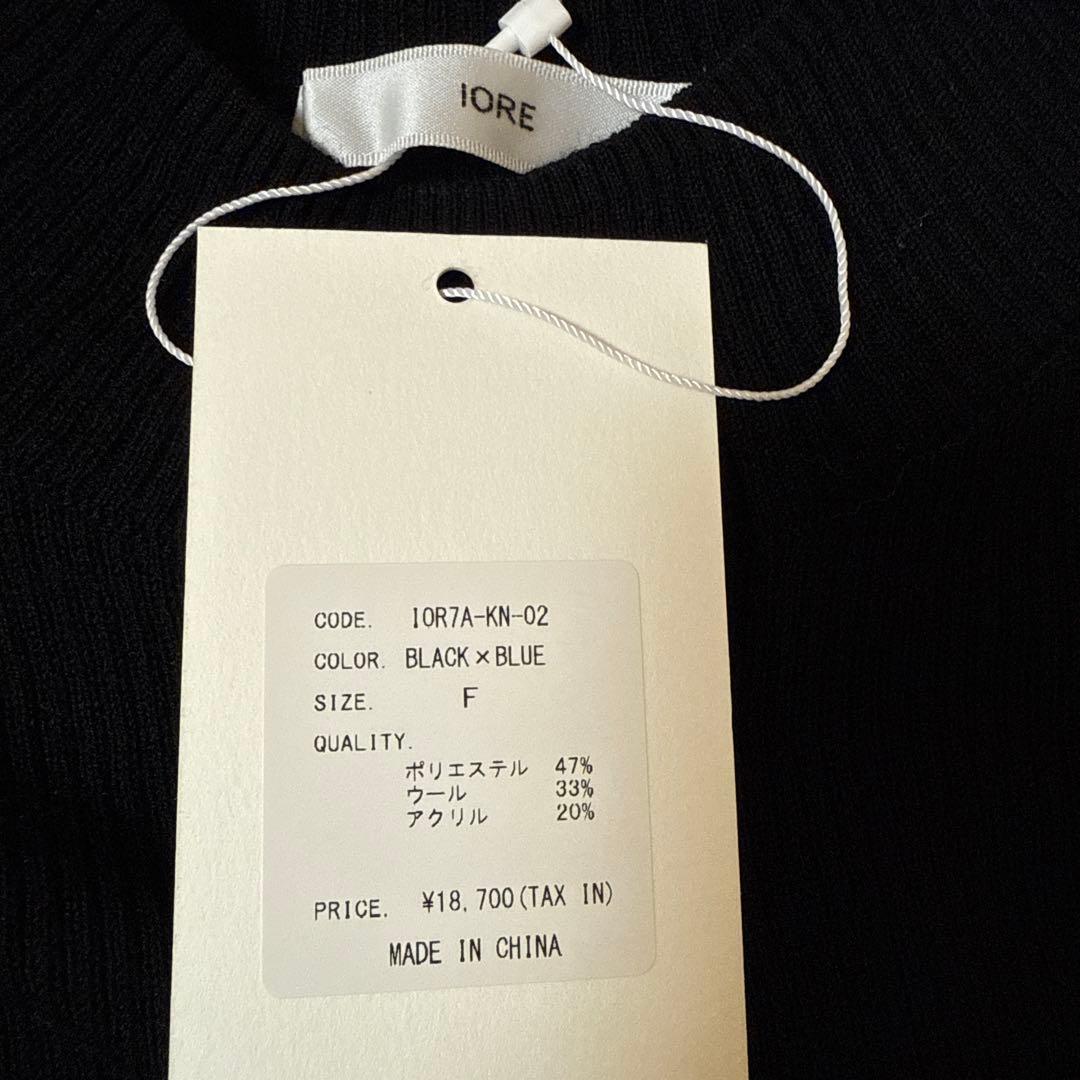 IORE
CODE. IOR7A-KN-02
COLOR. BLACK×BLUE
SIZE. F
QUALITY.
ポリエステル 47%
ウール 33%
アクリル 20%
PRICE. ¥18,700(TAX IN)
MADE IN CHINA